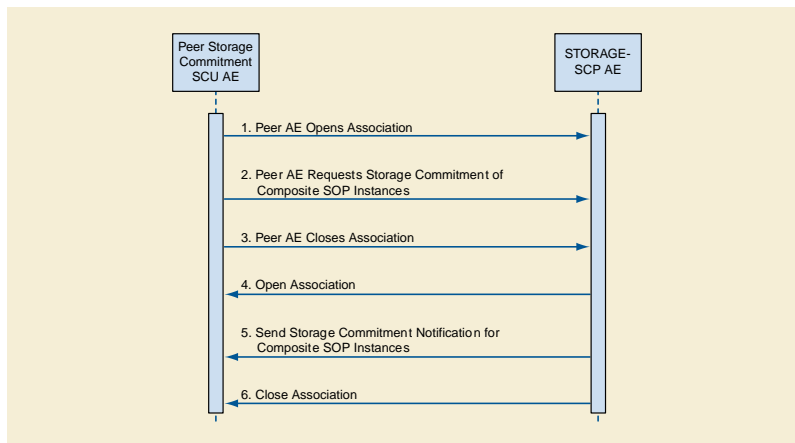 Peer Storage
Commitment
SCU AE
STORAGE-
SCP AE
1. Peer AE Opens Association
2. Peer AE Requests Storage Commitment of
Composite SOP Instances
3. Peer AE Closes Association
4. Open Association
5. Send Storage Commitment Notification for
Composite SOP Instances
6. Close Association